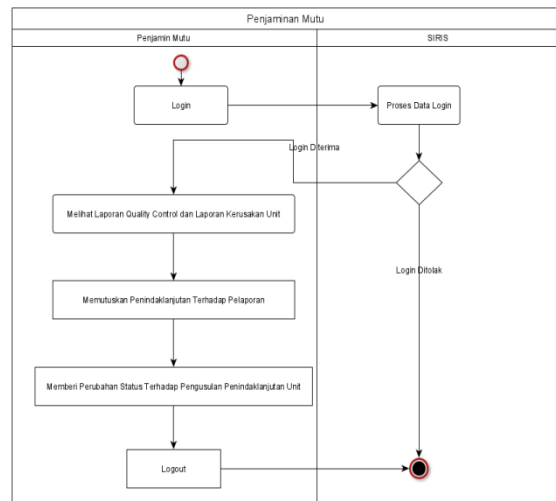 Penjaminan Mutu
Penjamin Mutu
SIRIS
Login
Proses Data Login
Login Diterima
Melihat Laporan Quality Control dan Laporan Kerusakan Unit
Login Ditolak
Memutuskan Penindaklanjutan Terhadap Pelaporan
Memberi Perubahan Status Terhadap Pengusulan Penindaklanjutan Unit
Logout